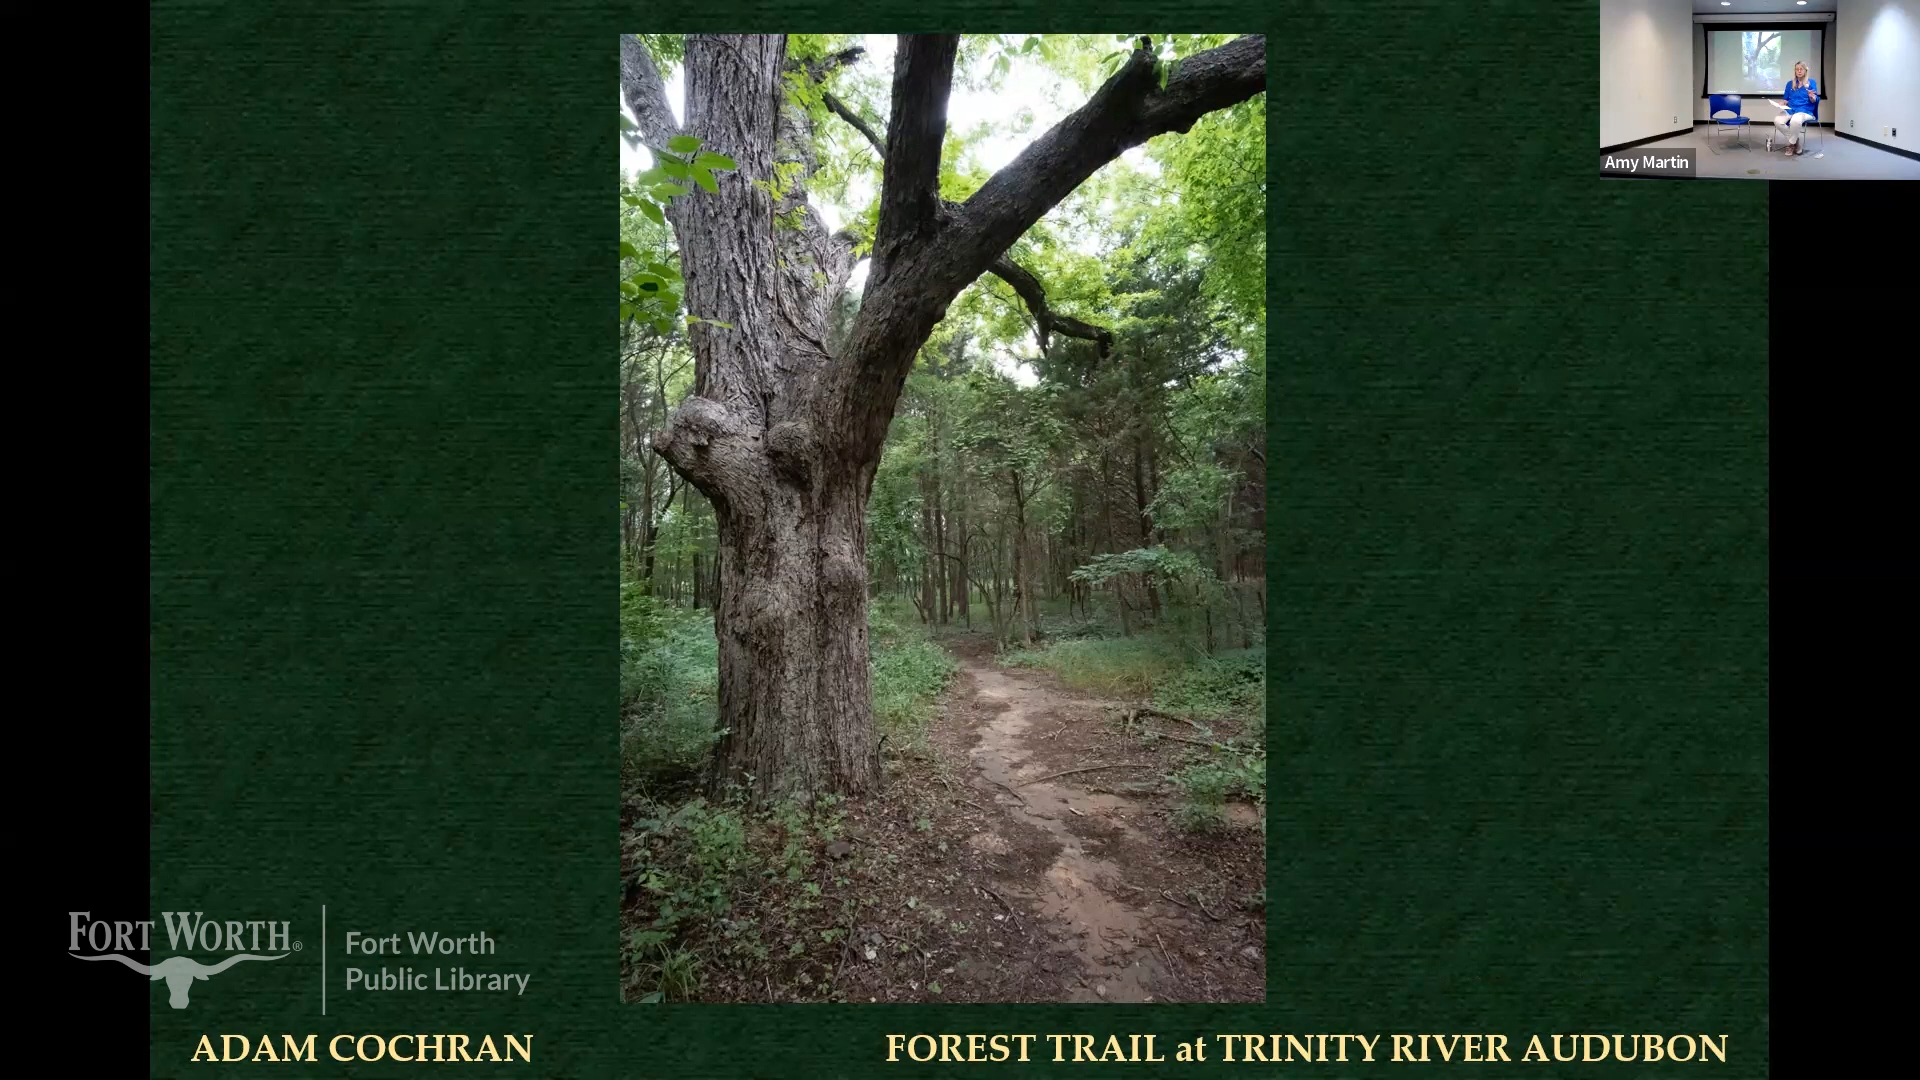 Amy Martin
FORT WORTH®
Fort Worth
Public Library
ADAM COCHRAN
FOREST TRAIL at TRINITY RIVER AUDUBON